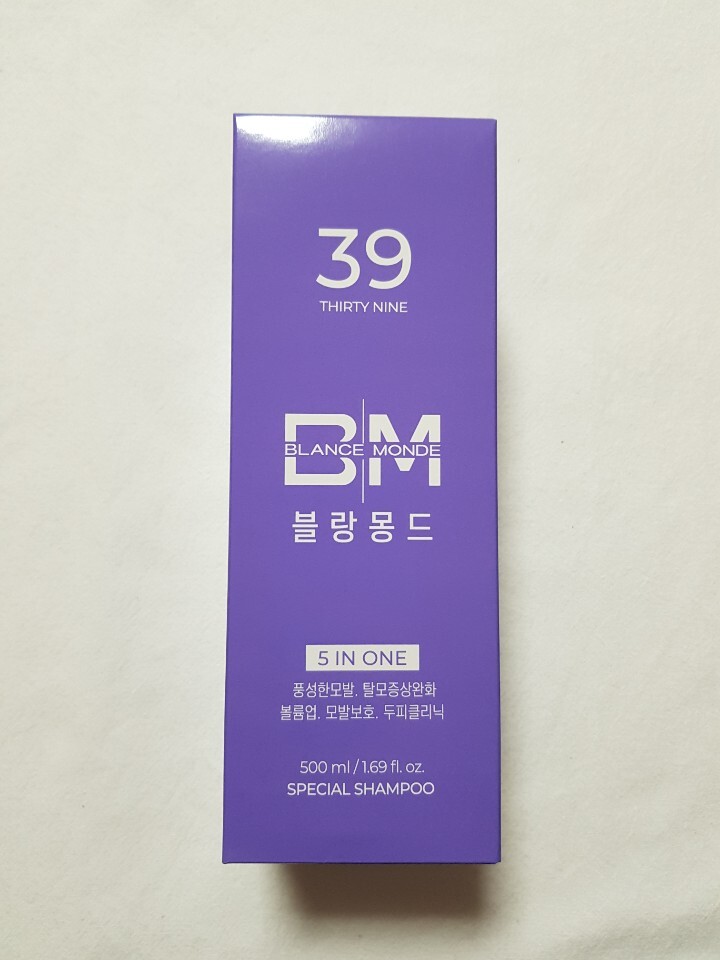 39
THIRTY NINE
BM
BLANCE MONDE
블랑몽드
5 IN ONE
풍성한모발. 탈모증상완화
볼륨업. 모발보호. 두피클리닉
500 ml / 1.69 fl. oz.
SPECIAL SHAMPOO